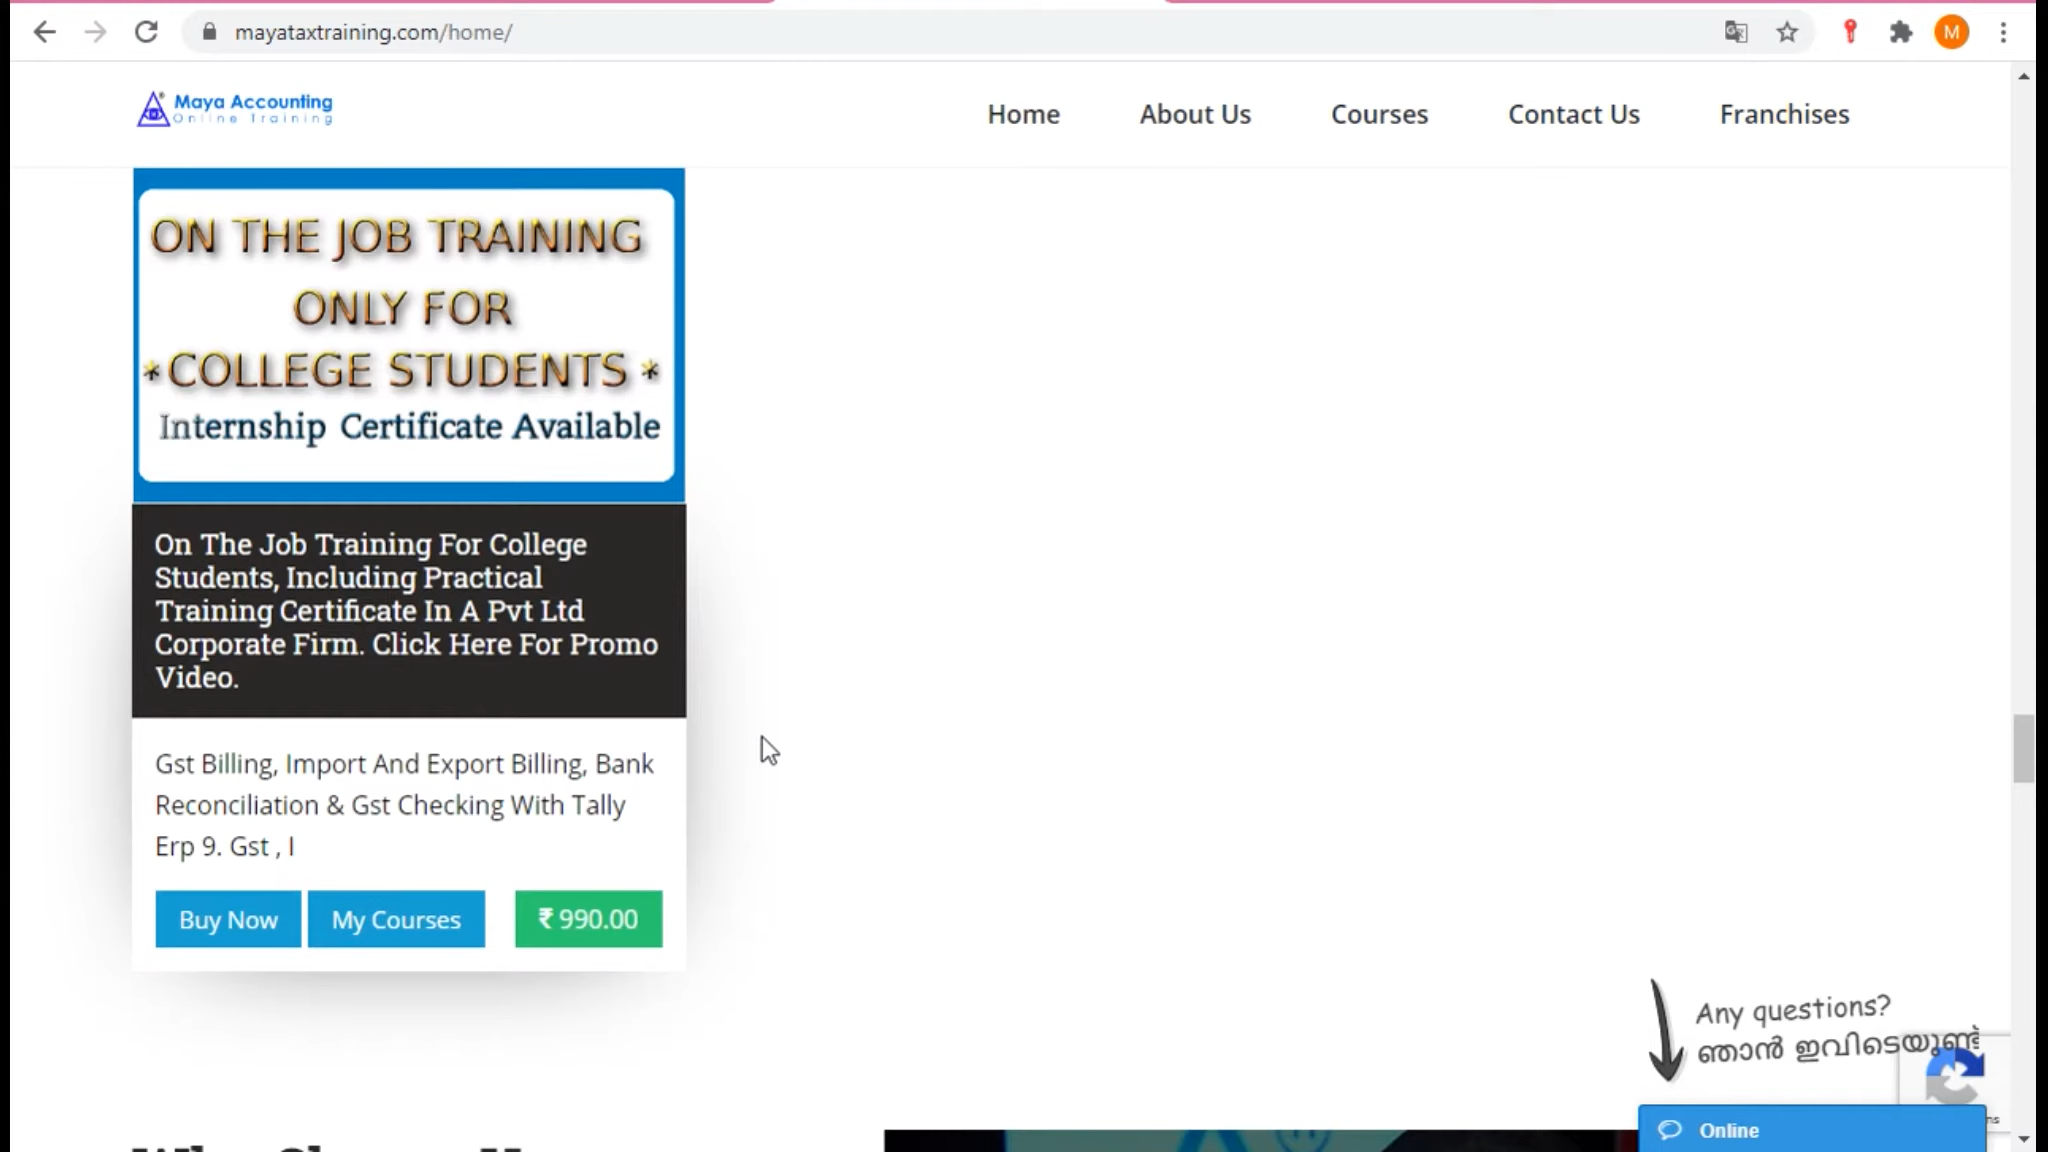 mayataxtraining.com/home/
M
Maya Accounting
Online Training
Home
About Us
Courses
Contact Us
Franchises
ON THE JOB TRAINING
ONLY FOR
*COLLEGE STUDENTS *
Internship Certificate Available
On The Job Training For College
Students, Including Practical
Training Certificate In A Pvt Ltd
Corporate Firm. Click Here For Promo
Video.
Gst Billing, Import And Export Billing, Bank
Reconciliation & Gst Checking With Tally
Erp 9. Gst , I
Buy Now
My Courses
₹ 990.00
Any questions?
ഞാൻ ഇവിടെയുണ്ട്
Online